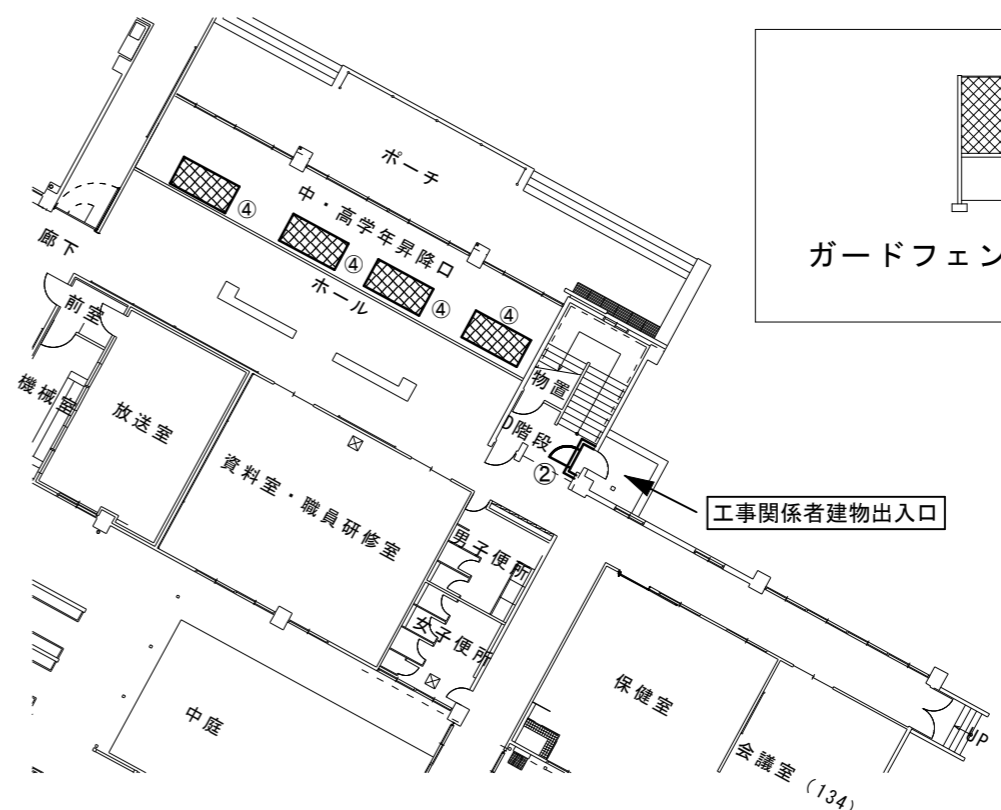 ポーチ
中・高学年昇降口
④
④
④
④
ホール
廊下
前室
機械室
放送室
資料室・職員研修室
物置
D階段
②
工事関係者建物出入口
男子便所
女子便所
中庭
保健室
会議室 (134)
UP
ガードフェン